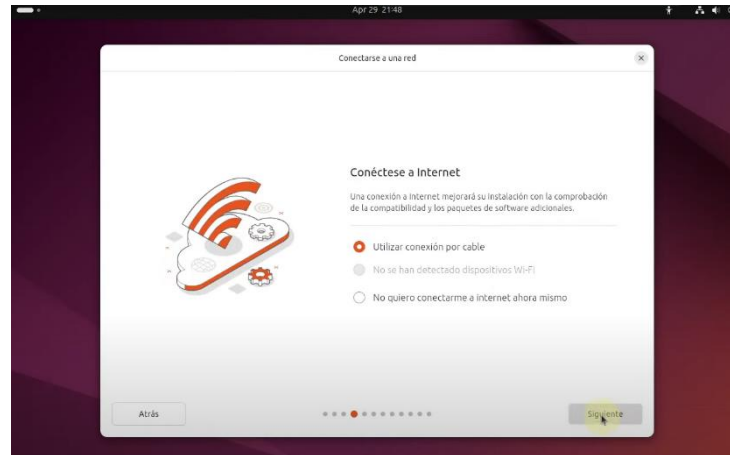 Apr 29 21:48
Conectarse a una red
Conéctese a Internet
Una conexión a Internet mejorará su instalación con la comprobación
de la compatibilidad y los paquetes de software adicionales.
Utilizar conexión por cable
No se han detectado dispositivos Wi-Fi
No quiero conectarme a internet ahora mismo
Atrás
Siguiente